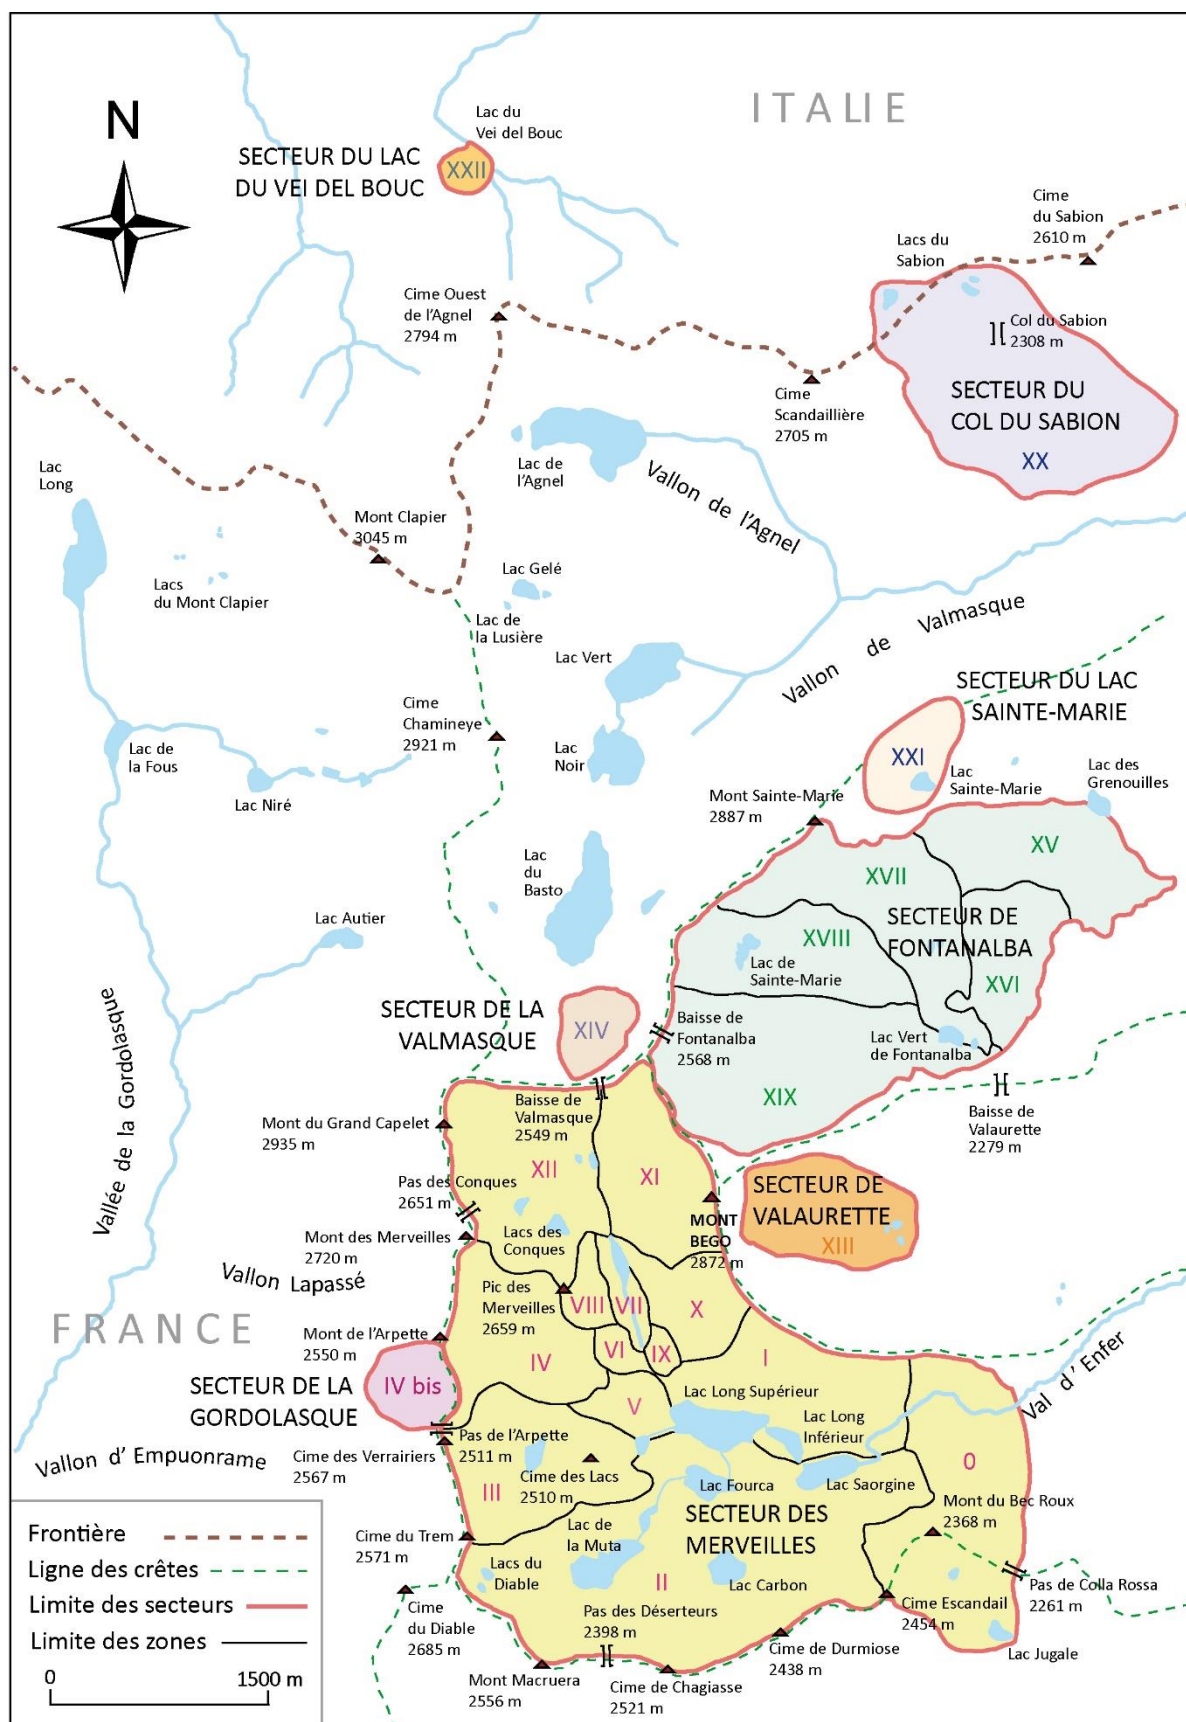 ITALIE
N
Lac du
Vei del Bouc
SECTEUR DU LAC
DU VEI DEL BOUC
XXII
Cime
du Sabion
2610 m
Lacs du
Sabion
Cime Ouest
de l'Agnel
2794 m
Col du Sabion
2308 m
SECTEUR DU
COL DU SABION
XX
Cime
Scandaillière
2705 m
Lac
Long
Lac de
l'Agnel
Vallon de l'Agnel
Mont Clapier
3045 m
Lacs
du Mont Clapier
Lac Gelé
Lac de
la Lusière
Vallon de Valmasque
Lac Vert
SECTEUR DU LAC
SAINTE-MARIE
XXI
Lac
Sainte-Marie
Lac des
Grenouilles
Cime
Chamineye
2921 m
Lac de
la Fous
Lac Niré
Lac
Noir
Mont Sainte-Marie
2887 m
XV
XVII
Lac
du
Basto
SECTEUR DE
FONTANALBA
XVIII
Lac de
Sainte-Marie
XVI
Lac Autier
Vallée de la Gordolasque
SECTEUR DE LA
VALMASQUE
XIV
Baisse de
Fontanalba
2568 m
Lac Vert
de Fontanalba
XIX
Baisse de
Valaurette
2279 m
Baisse de
Valmasque
2549 m
Mont du Grand Capelet
2935 m
XII
XI
Pas des Conques
2651 m
SECTEUR DE
VALAURETTE
XIII
MONT
BEGO
2872 m
Mont des Merveilles
2720 m
Lacs des
Conques
Vallon Lapassé
Pic des
Merveilles
2659 m
VIII
VII
X
FRANCE
Mont de l'Arpette
2550 m
IV
VI
IX
I
Val d' Enfer
IV bis
SECTEUR DE LA
GORDOLASQUE
V
Lac Long Supérieur
Lac Long
Inférieur
Vallon d' Empuonrame
Cime des Verrairiers
2567 m
Pas de l'Arpette
2511 m
Cime des Lacs
2510 m
III
Lac Fourca
Lac Saorgine
0
SECTEUR DES
MERVEILLES
Mont du Bec Roux
2368 m
Cime du Trem
2571 m
Lac de
la Muta
Lacs du
Diable
II
Lac Carbon
Pas de Colla Rossa
2261 m
Cime
du Diable
2685 m
Pas des Déserteurs
2398 m
Cime Escandail
2454 m
Cime de Durmiose
2438 m
Lac Jugale
Mont Macruera
2556 m
Cime de Chagiasse
2521 m
Frontière
Ligne des crêtes
Limite des secteurs
Limite des zones
0 1500 m